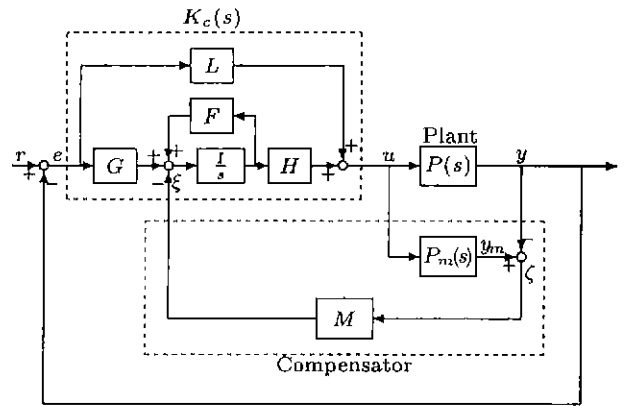 K_c(s)
L
F
Plant
r
e
G
ξ
I/s
H
u
P(s)
y
P_m(s)
y_m
ζ
M
Compensator